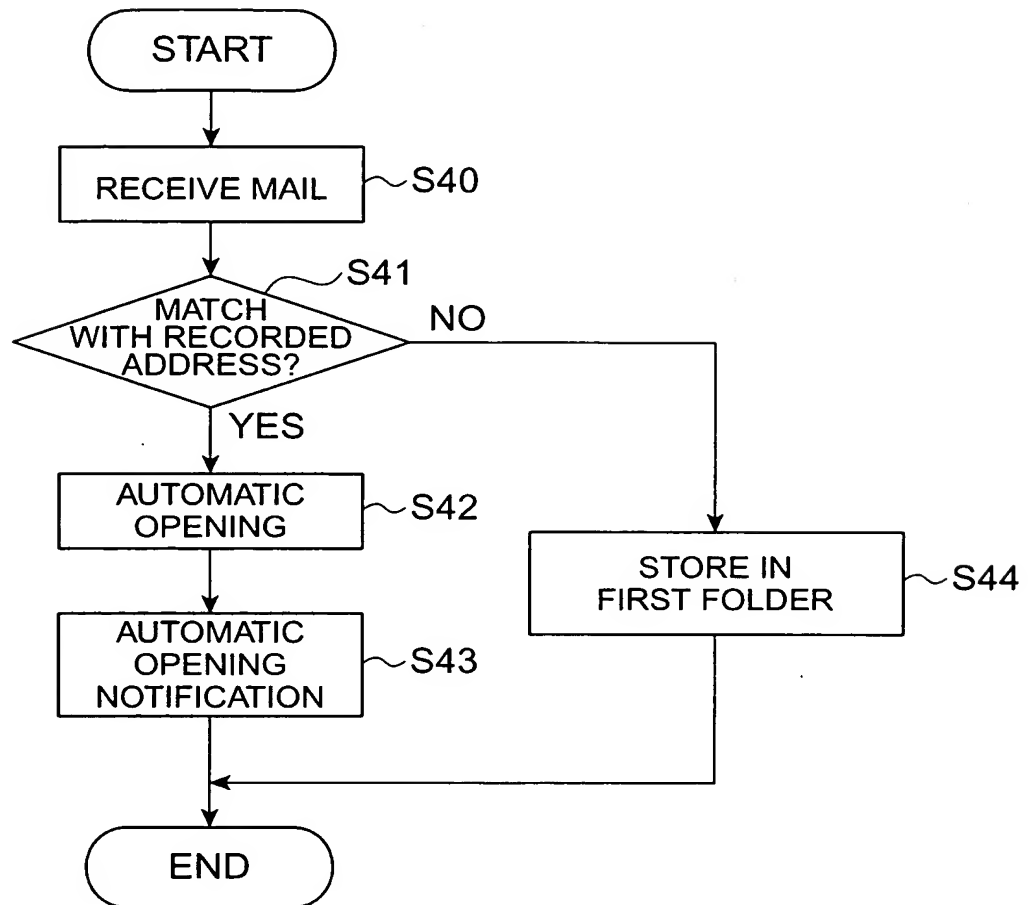 START
RECEIVE MAIL
S40
S41
MATCH
WITH RECORDED
ADDRESS?
NO
YES
AUTOMATIC
OPENING
S42
STORE IN
FIRST FOLDER
S44
AUTOMATIC
OPENING
NOTIFICATION
S43
END